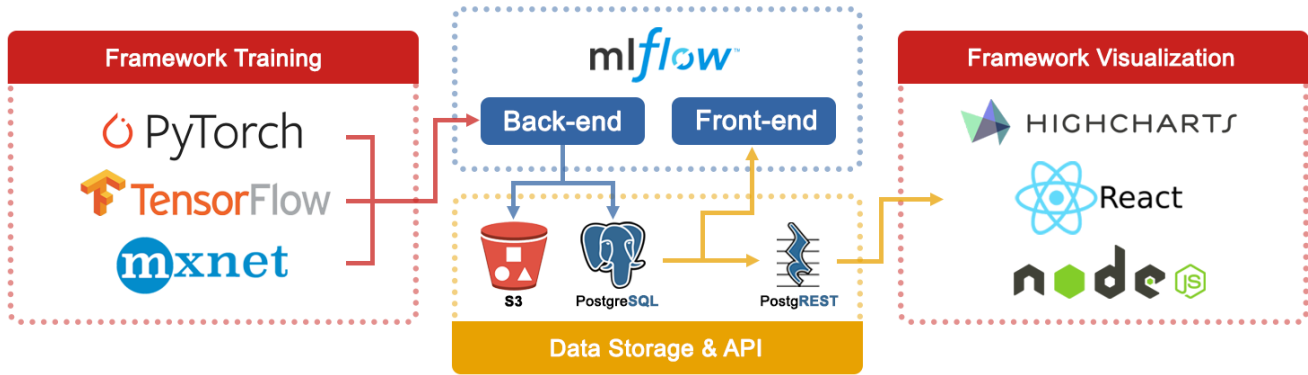 Framework Training
PyTorch
TensorFlow
mxnet
mlflow™
Back-end
Front-end
S3
PostgreSQL
PostgREST
Data Storage & API
Framework Visualization
HIGHCHARTS
React
node
JS